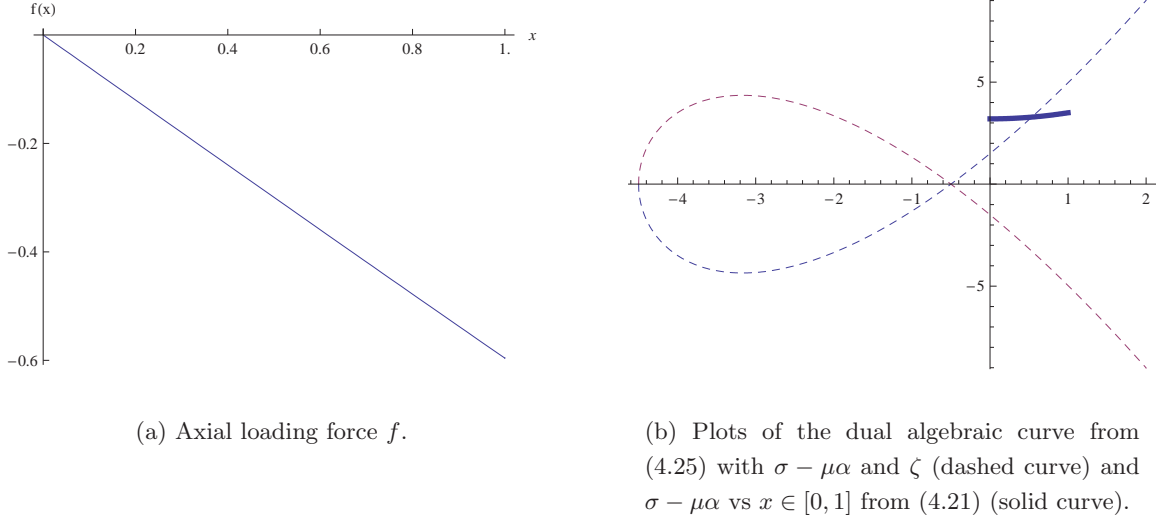 f(x)
x
0.2 0.4 0.6 0.8 1.
−0.2
−0.4
−0.6
5
−4 −3 −2 −1 1 2
−5
(a) Axial loading force f.
(b) Plots of the dual algebraic curve from
(4.25) with σ − μα and ζ (dashed curve) and
σ − μα vs x ∈ [0, 1] from (4.21) (solid curve).